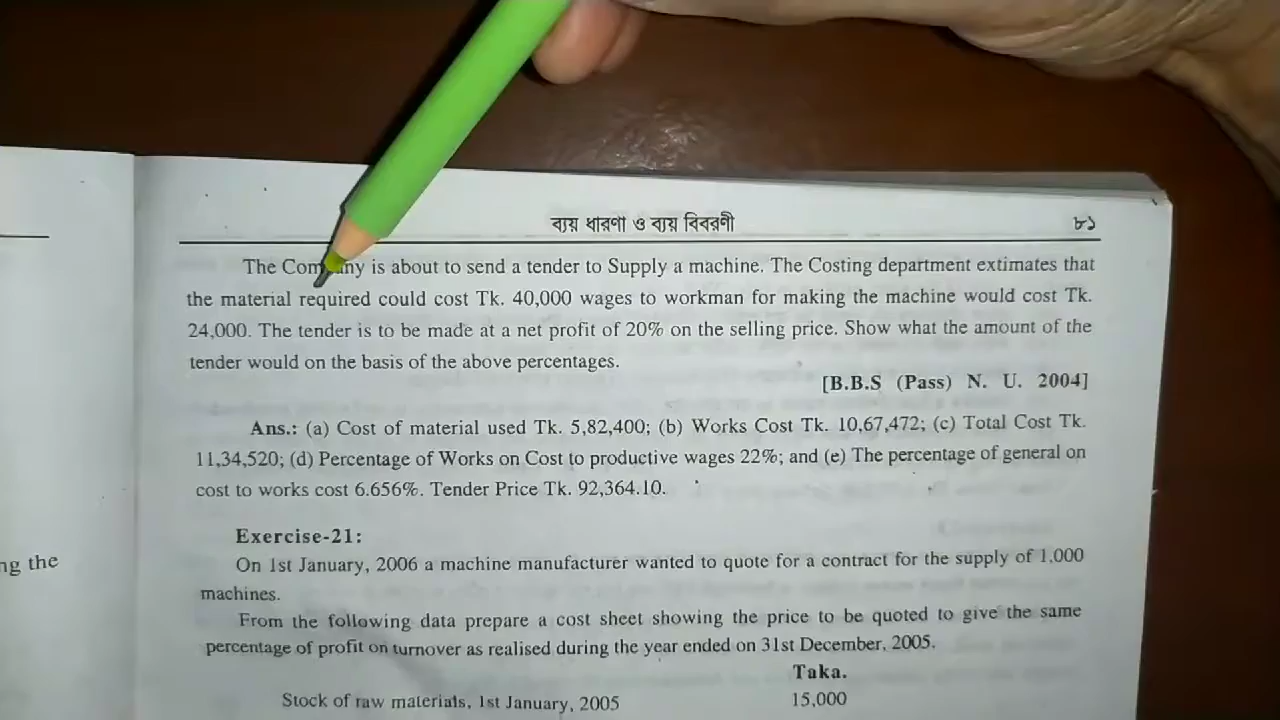 ব্যয় ধারণা ও ব্যয় বিবরণী ৮১
The Company is about to send a tender to Supply a machine. The Costing department extimates that
the material required could cost Tk. 40,000 wages to workman for making the machine would cost Tk.
24,000. The tender is to be made at a net profit of 20% on the selling price. Show what the amount of the
tender would on the basis of the above percentages.
[B.B.S (Pass) N. U. 2004]
Ans.: (a) Cost of material used Tk. 5,82,400; (b) Works Cost Tk. 10,67,472; (c) Total Cost Tk.
11,34,520; (d) Percentage of Works on Cost to productive wages 22%; and (e) The percentage of general on
cost to works cost 6.656%. Tender Price Tk. 92,364.10.
Exercise-21:
ng the
On 1st January, 2006 a machine manufacturer wanted to quote for a contract for the supply of 1.000
machines.
From the following data prepare a cost sheet showing the price to be quoted to give the same
percentage of profit on turnover as realised during the year ended on 31st December, 2005.
Taka.
Stock of raw materials, 1st January, 2005 15,000